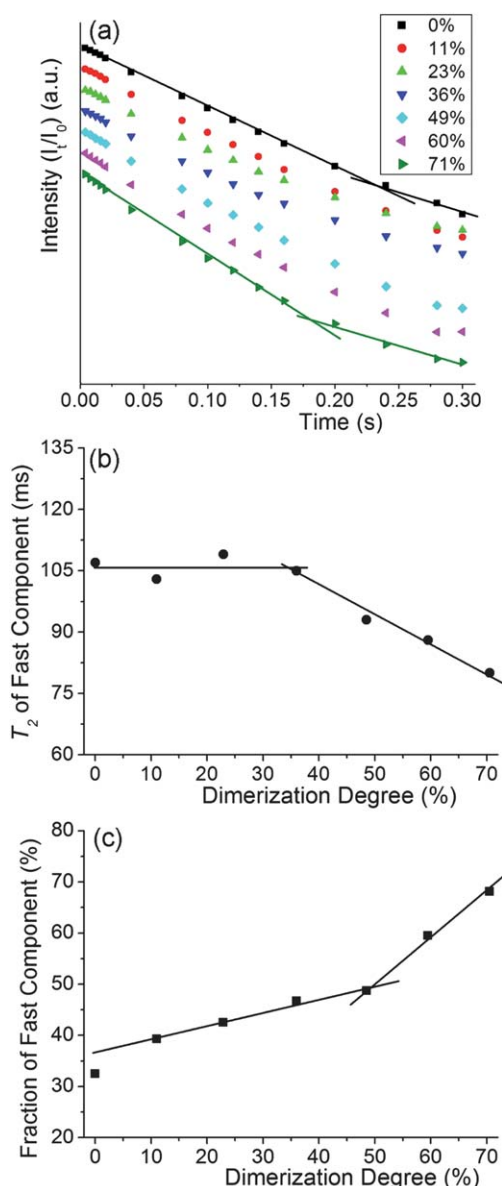 (a)
0%
11%
23%
36%
49%
60%
71%
Intensity (I_t/I_0) (a.u.)
0.00 0.05 0.10 0.15 0.20 0.25 0.30
Time (s)
(b)
135
120
105
90
75
60
T_2 of Fast Component (ms)
0 10 20 30 40 50 60 70
Dimerization Degree (%)
(c)
80
70
60
50
40
30
20
Fraction of Fast Component (%)
0 10 20 30 40 50 60 70
Dimerization Degree (%)